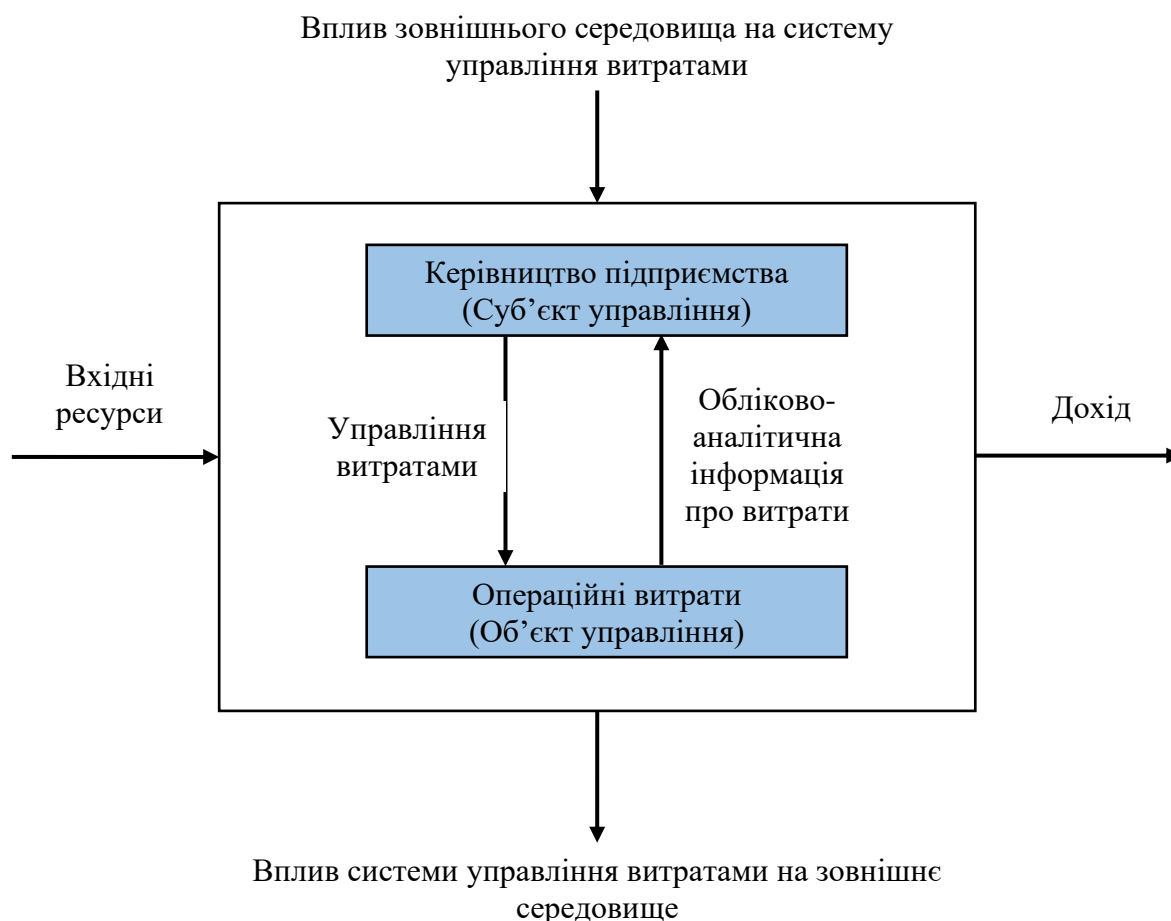 Вплив зовнішнього середовища на систему
управління витратами
Керівництво підприємства
(Суб’єкт управління)
Вхідні
ресурси
Управління
витратами
Обліково-
аналітична
інформація
про витрати
Дохід
Операційні витрати
(Об’єкт управління)
Вплив системи управління витратами на зовнішнє
середовище